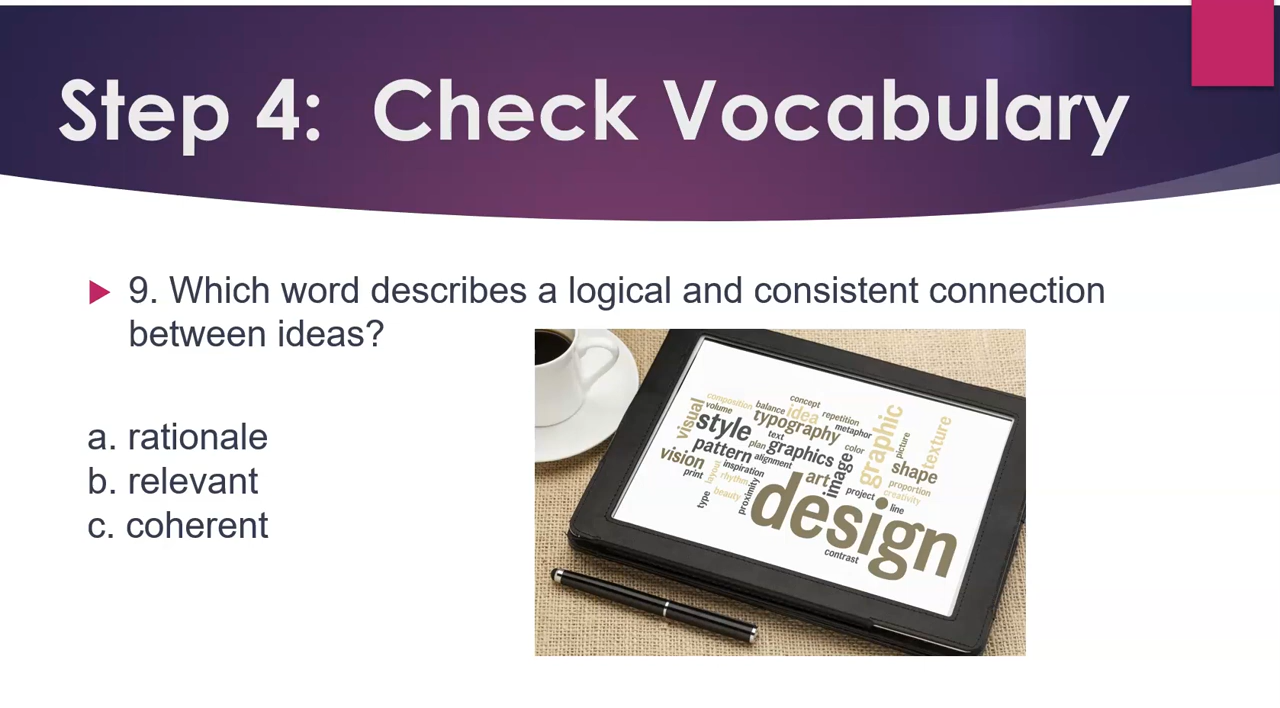 Step 4: Check Vocabulary
9. Which word describes a logical and consistent connection
between ideas?
a. rationale
b. relevant
c. coherent
composition
concept
volume
balance
idea
repetition
visual
style
typography
metaphor
graphic
picture
texture
text
color
pattern
plan
graphics
alignment
image
vision
print
layout
inspiration
rhythm
art
shape
proportion
type
beauty
proximity
project
creativity
line
design
contrast